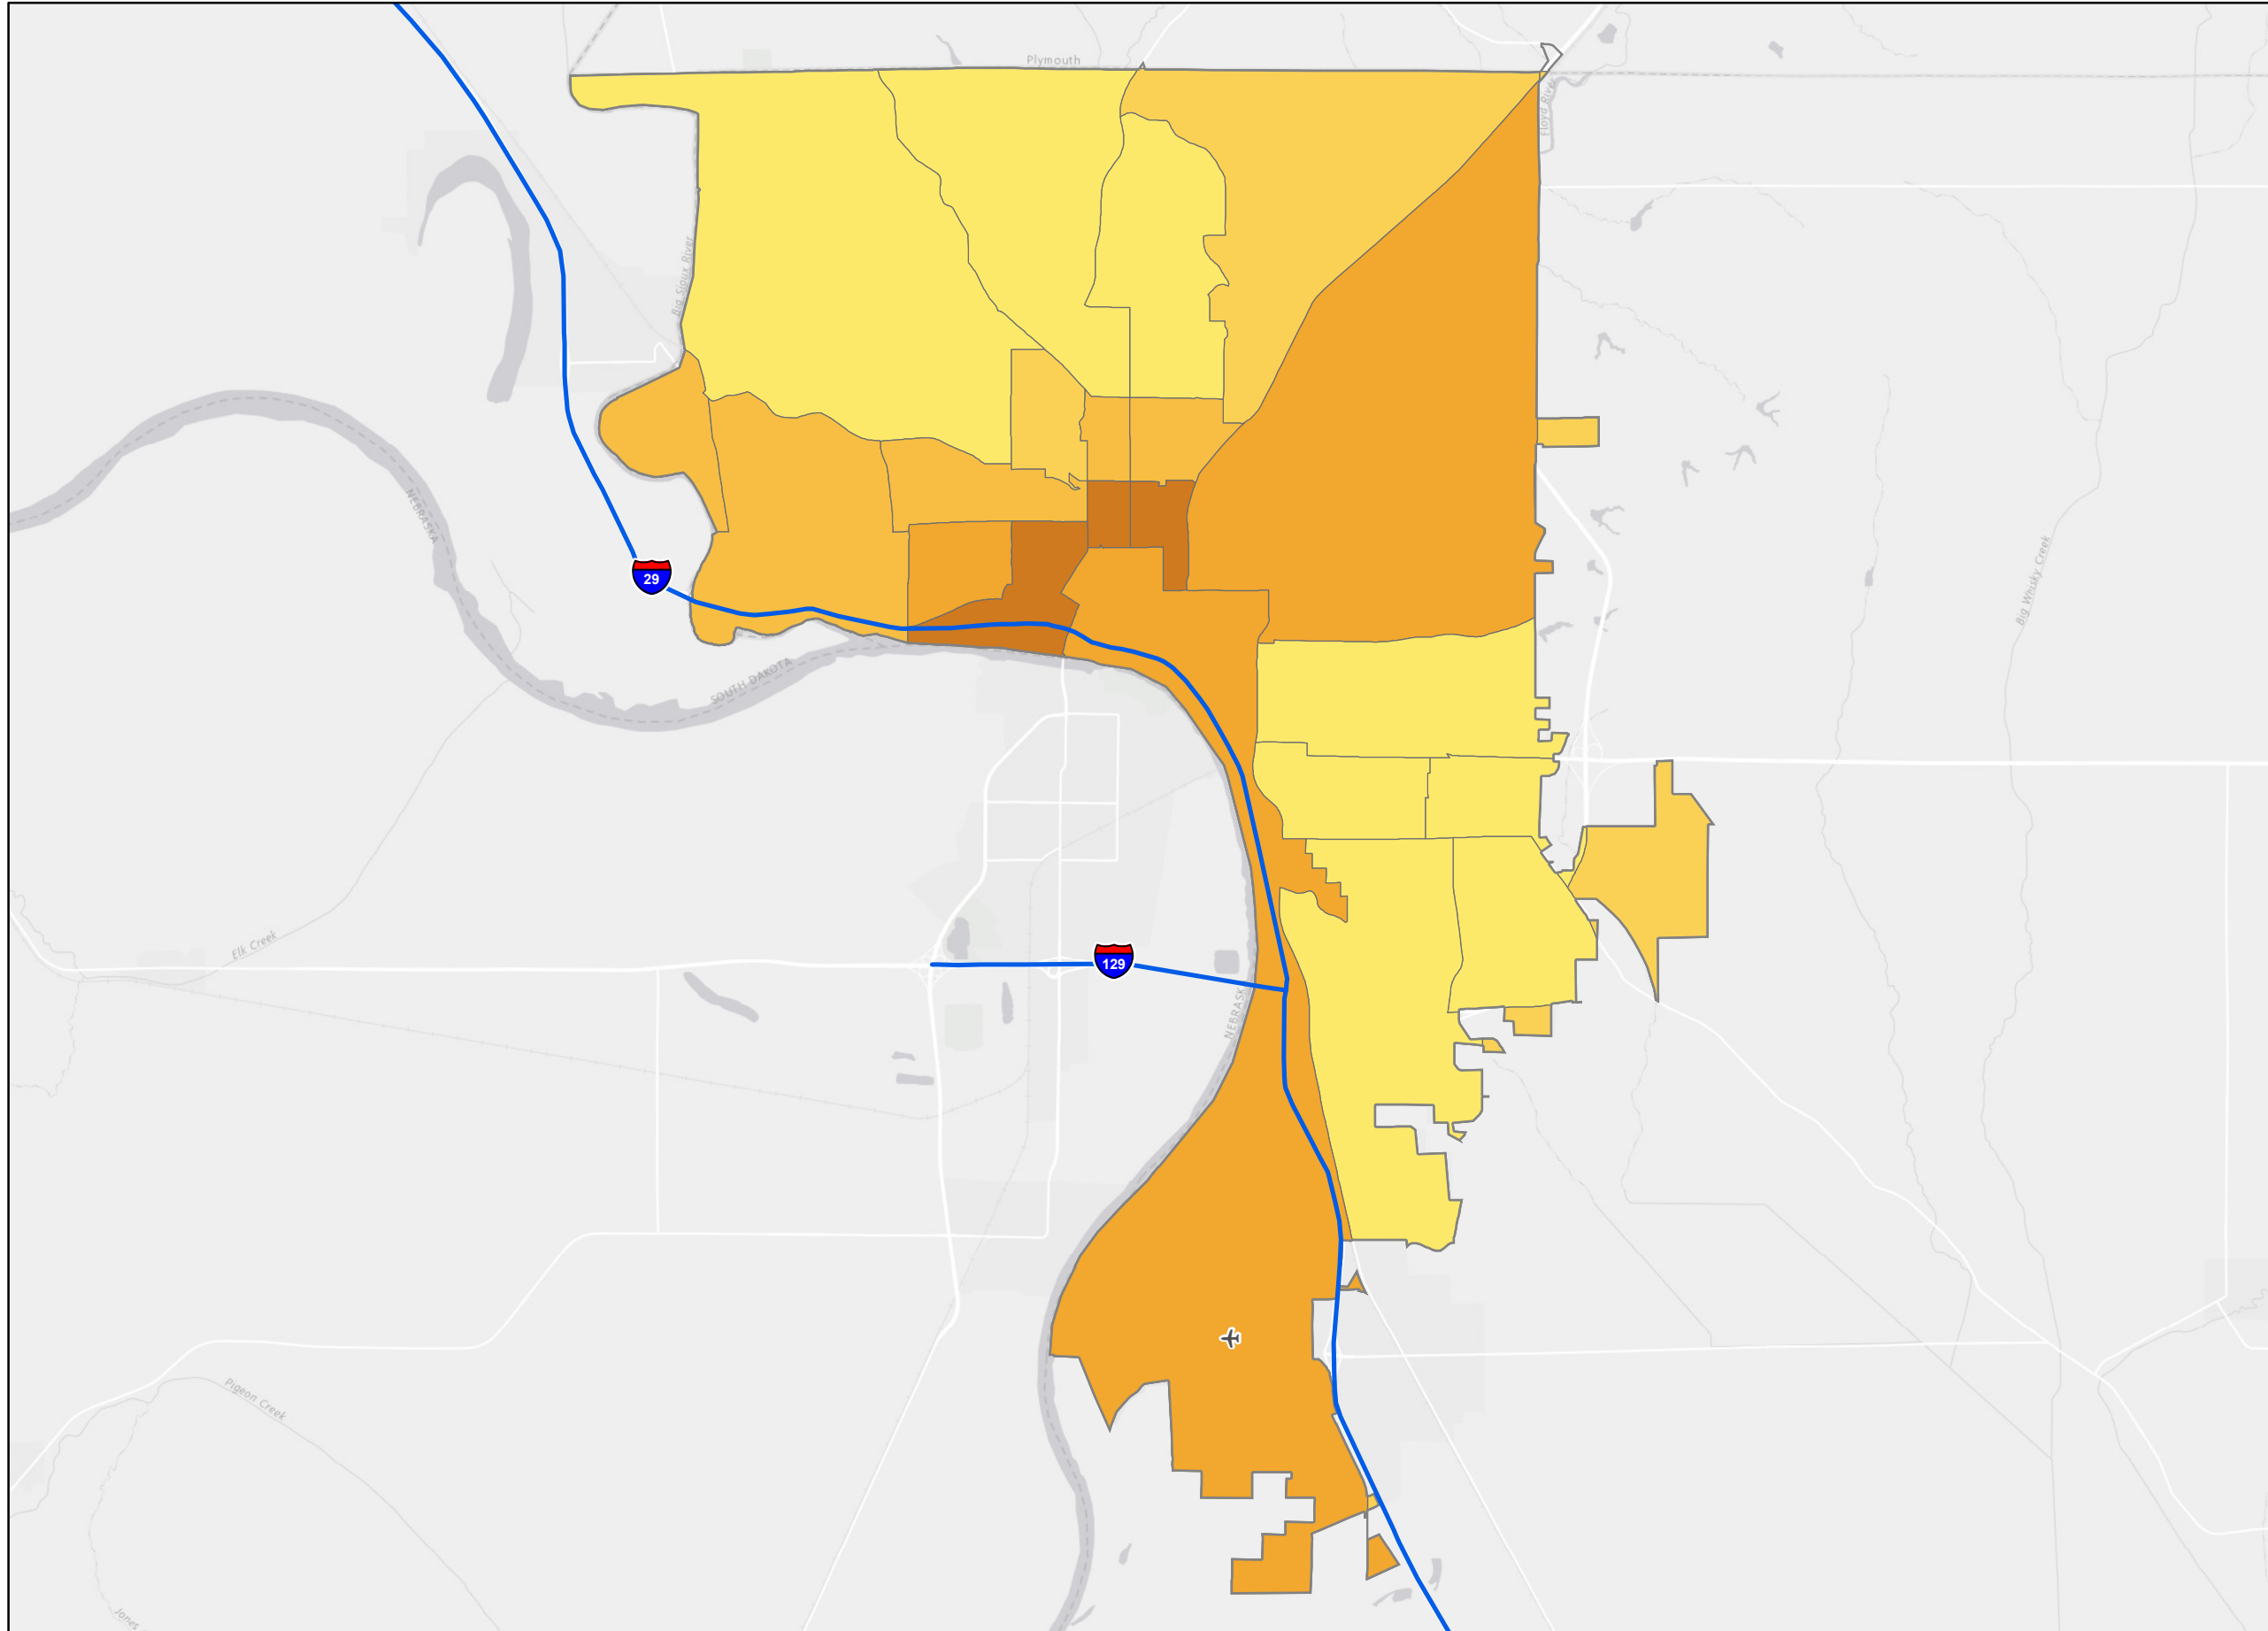 Plymouth
Floyd River
Big Sioux River
NEBRASKA
29
Big Whisky Creek
SOUTH DAKOTA
Elk Creek
129
NEBRASK
Pigeon Creek
Jones